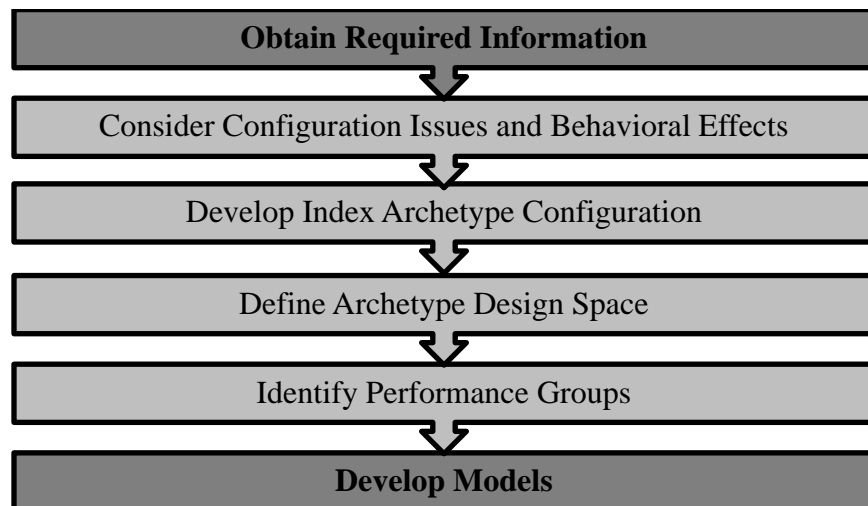 Obtain Required Information
Consider Configuration Issues and Behavioral Effects
Develop Index Archetype Configuration
Define Archetype Design Space
Identify Performance Groups
Develop Models